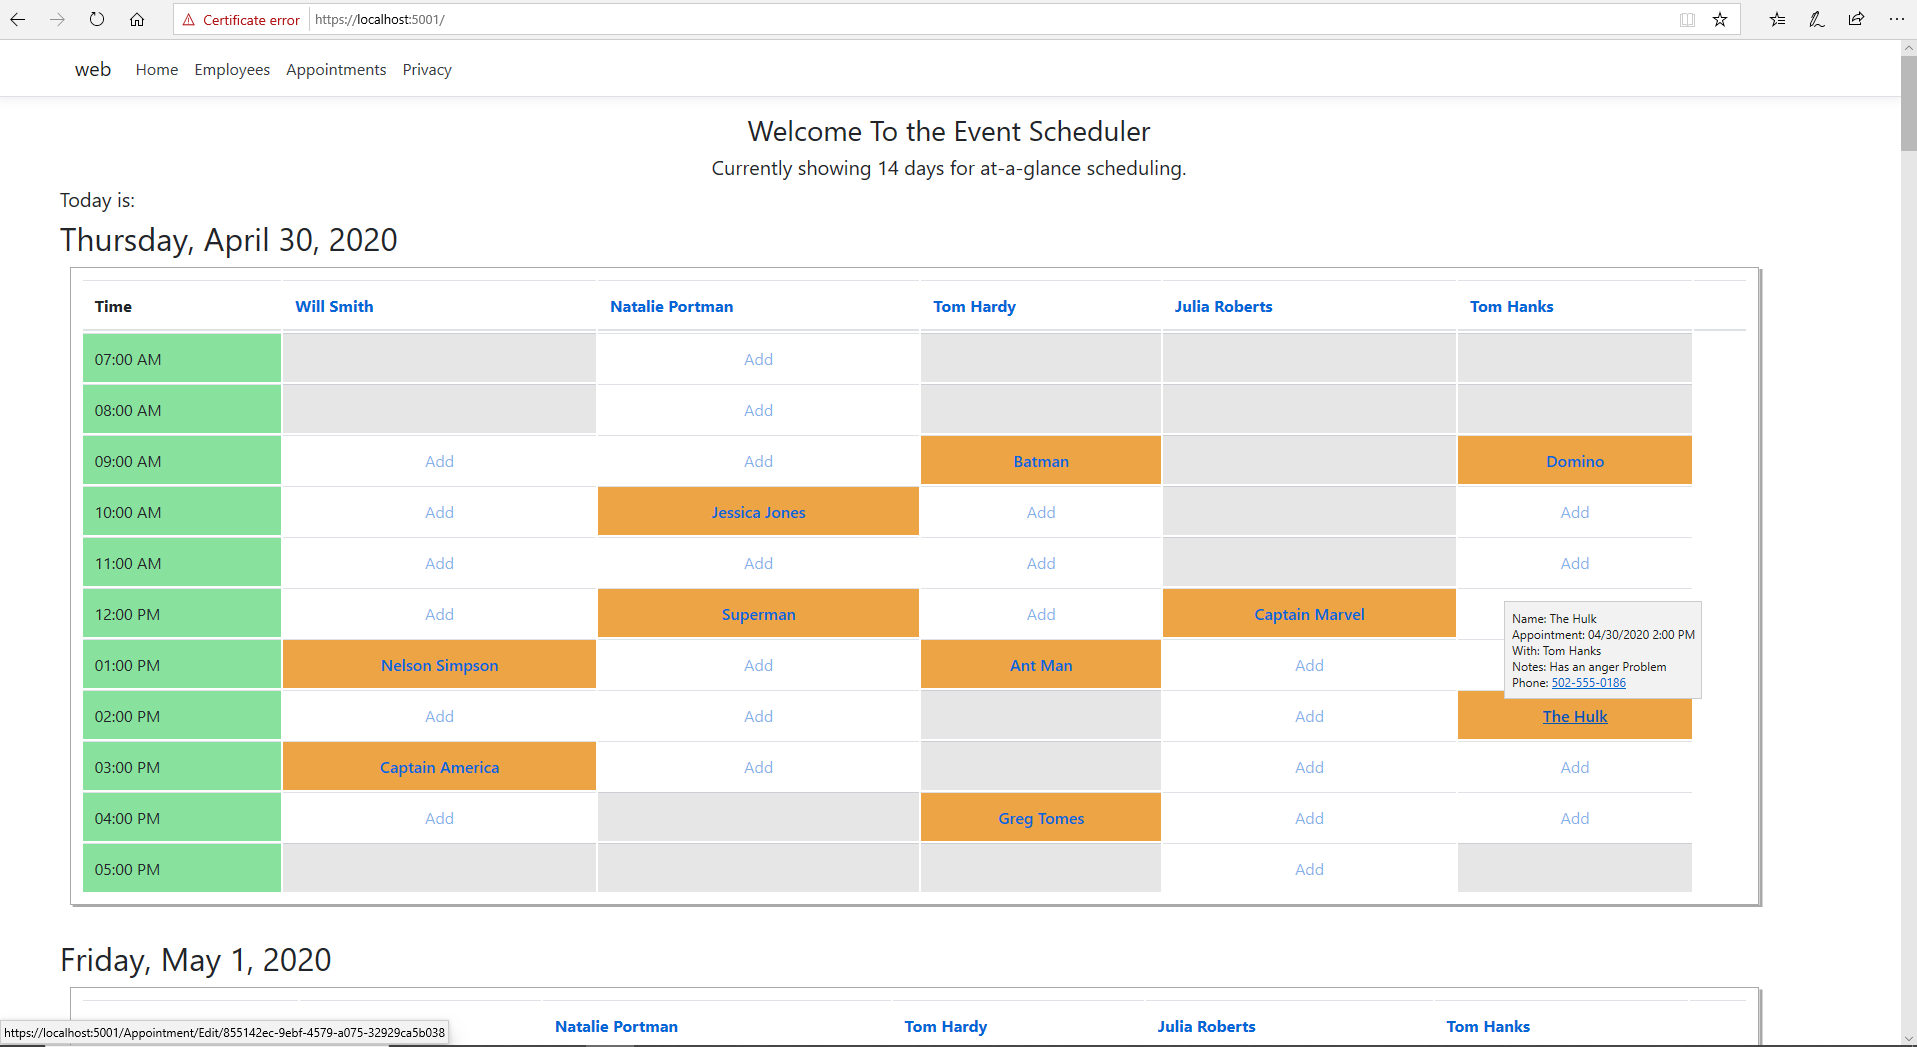 Certificate error https://localhost:5001/
web Home Employees Appointments Privacy
Welcome To the Event Scheduler
Currently showing 14 days for at-a-glance scheduling.
Today is:
Thursday, April 30, 2020
Time Will Smith Natalie Portman Tom Hardy Julia Roberts Tom Hanks
07:00 AM Add
08:00 AM Add
09:00 AM Add Add Batman Domino
10:00 AM Add Jessica Jones Add Add
11:00 AM Add Add Add Add
12:00 PM Add Superman Add Captain Marvel
Name: The Hulk
Appointment: 04/30/2020 2:00 PM
With: Tom Hanks
Notes: Has an anger Problem
Phone: 502-555-0186
01:00 PM Nelson Simpson Add Ant Man Add
02:00 PM Add Add Add The Hulk
03:00 PM Captain America Add Add Add
04:00 PM Add Greg Tomes Add Add
05:00 PM Add
Friday, May 1, 2020
Natalie Portman Tom Hardy Julia Roberts Tom Hanks
https://localhost:5001/Appointment/Edit/855142ec-9ebf-4579-a075-32929ca5b038